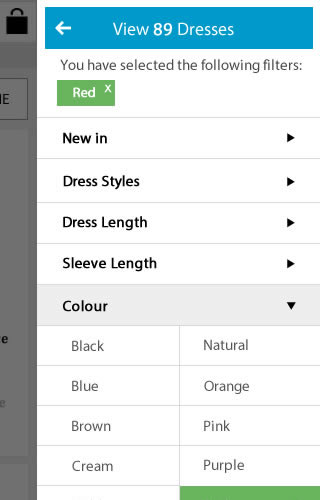 View 89 Dresses
You have selected the following filters:
Red x
New in
Dress Styles
Dress Length
Sleeve Length
Colour
Black Natural
Blue Orange
Brown Pink
Cream Purple